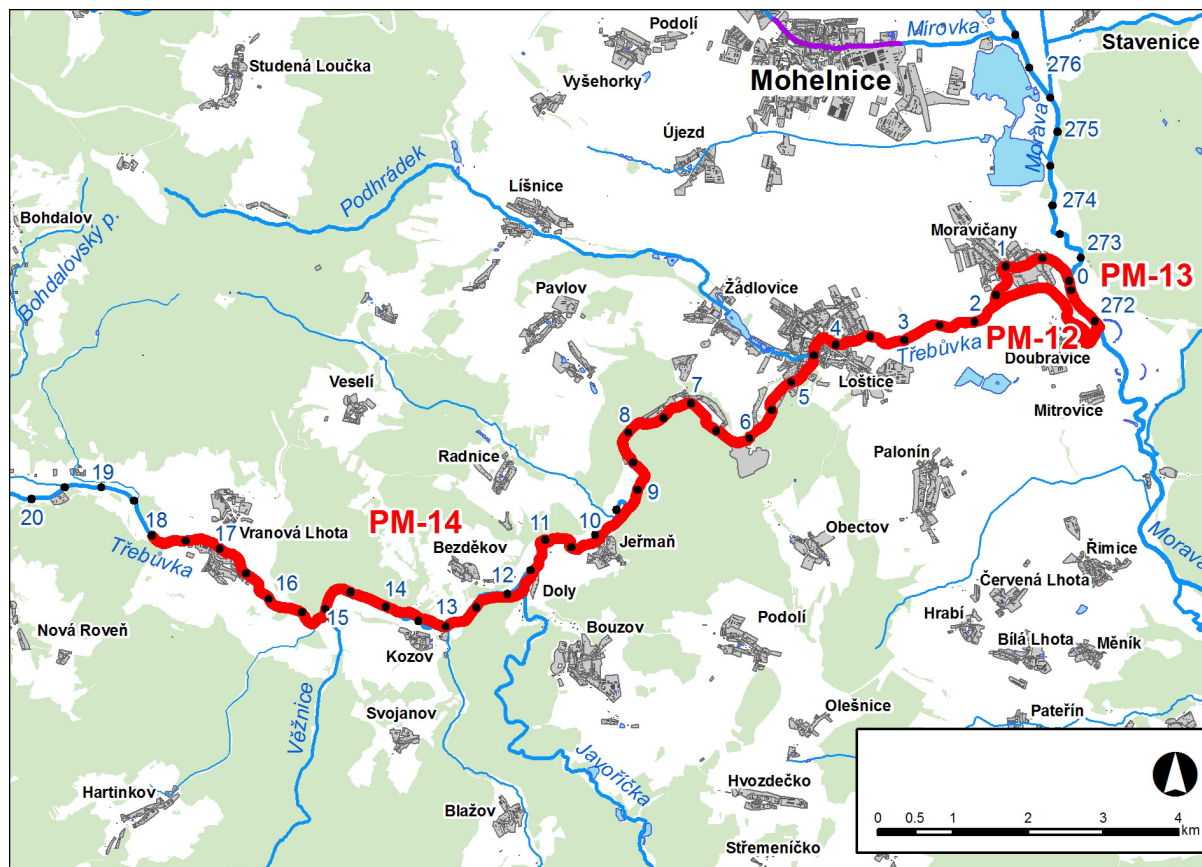 Podolí
Mírovka
Stavenice
Studená Loučka
Vyšehorky
Mohelnice
276
Morava
275
Újezd
Podhrádek
Líšnice
274
Bohdalov
Bohdalovský p.
Moravičany
273
1
0
PM-13
Pavlov
Žádlovice
272
2
4
3
Třebůvka
PM-12
Doubravice
Loštice
5
Mitrovice
Veselí
7
8
6
Radnice
Palonín
19
9
20
18
17
Vranová Lhota
PM-14
11
10
Jeřmaň
Obectov
Morava
Třebůvka
Bezděkov
Římice
16
14
12
Doly
Červená Lhota
15
13
Hrabí
Podolí
Nová Roveň
Kozov
Bouzov
Bílá Lhota
Měník
Střemeníčko
Věžnice
Svojanov
Olešnice
Pateřín
Javoříčka
Hartinkov
Blažov
Hvozdečko
0 0.5 1 2 3 4
km